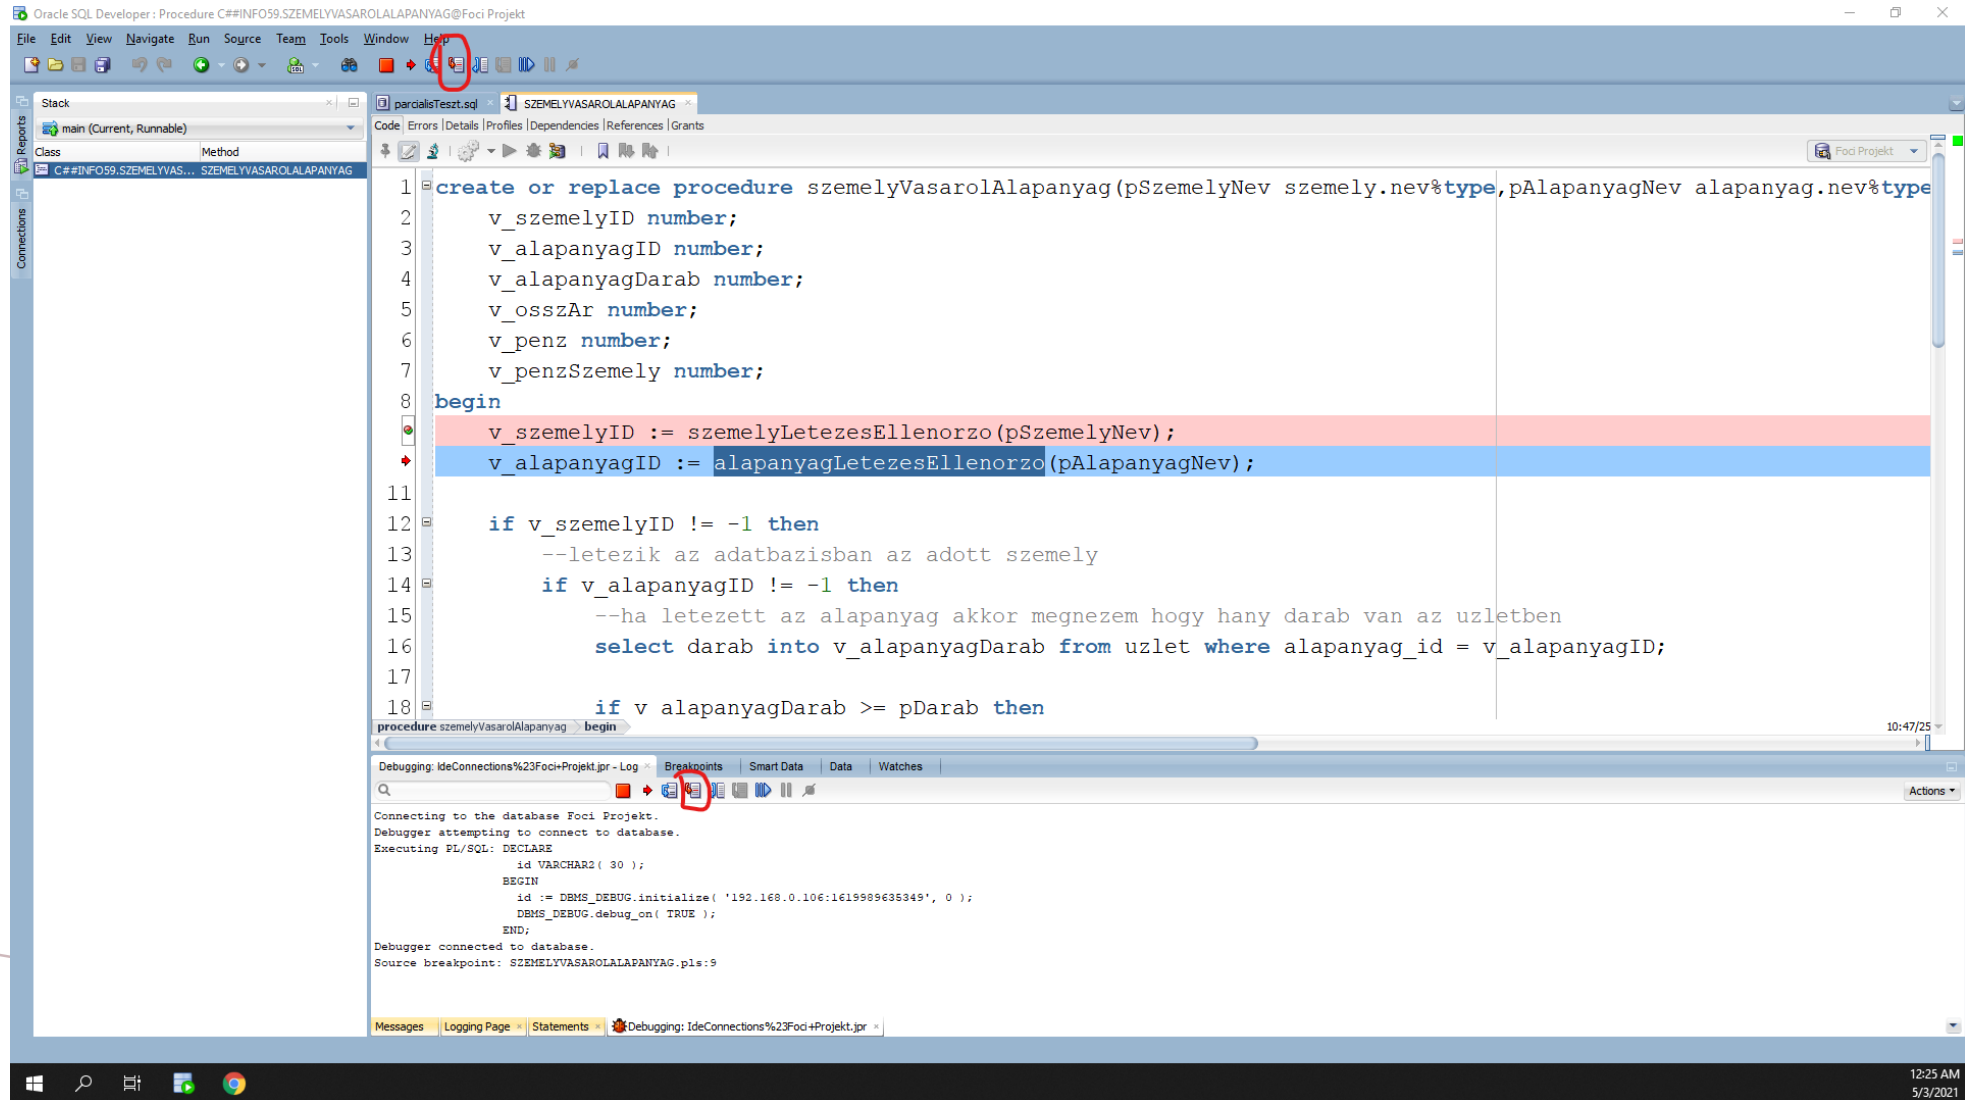 Oracle SQL Developer : Procedure C##INFO59.SZEMELYVASAROLALAPANYAG@Foci Projekt
File Edit View Navigate Run Source Team Tools Window Help
Reports
Connections
Stack
main (Current, Runnable)
Class Method
C##INFO59.SZEMELYVAS... SZEMELYVASAROLALAPANYAG
parcialisTeszt.sql SZEMELYVASAROLALAPANYAG
Code Errors Details Profiles Dependencies References Grants
Foci Projekt
1 create or replace procedure szemelyVasarolAlapanyag(pSzemelyNev szemely.nev%type,pAlapanyagNev alapanyag.nev%type
2 v_szemelyID number;
3 v_alapanyagID number;
4 v_alapanyagDarab number;
5 v_osszAr number;
6 v_penz number;
7 v_penzSzemely number;
8 begin
v_szemelyID := szemelyLetezesEllenorzo(pSzemelyNev);
v_alapanyagID := alapanyagLetezesEllenorzo(pAlapanyagNev);
11
12 if v_szemelyID != -1 then
13 --letezik az adatbazisban az adott szemely
14 if v_alapanyagID != -1 then
15 --ha letezett az alapanyag akkor megnezem hogy hany darab van az uzletben
16 select darab into v_alapanyagDarab from uzlet where alapanyag_id = v_alapanyagID;
17
18 if v_alapanyagDarab >= pDarab then
procedure szemelyVasarolAlapanyag begin 10:47/25
Debugging: IdeConnections%23Foci+Projekt.jpr - Log Breakpoints Smart Data Data Watches
Actions
Connecting to the database Foci Projekt.
Debugger attempting to connect to database.
Executing PL/SQL: DECLARE
id VARCHAR2( 30 );
BEGIN
id := DBMS_DEBUG.initialize( '192.168.0.106:1619989635349', 0 );
DBMS_DEBUG.debug_on( TRUE );
END;
Debugger connected to database.
Source breakpoint: SZEMELYVASAROLALAPANYAG.pls:9
Messages Logging Page Statements Debugging: IdeConnections%23Foci+Projekt.jpr
12:25 AM
5/3/2021